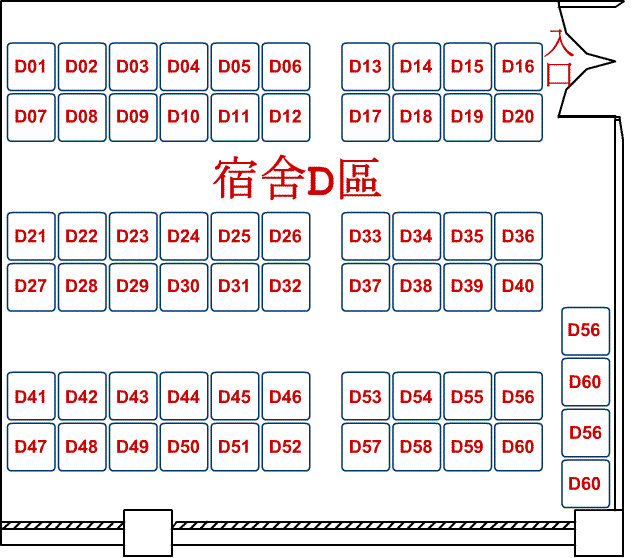 D01 D02 D03 D04 D05 D06 D13 D14 D15 D16
入口
D07 D08 D09 D10 D11 D12 D17 D18 D19 D20
宿舍D區
D21 D22 D23 D24 D25 D26 D33 D34 D35 D36
D27 D28 D29 D30 D31 D32 D37 D38 D39 D40
D56
D60
D41 D42 D43 D44 D45 D46 D53 D54 D55 D56
D56
D47 D48 D49 D50 D51 D52 D57 D58 D59 D60
D60